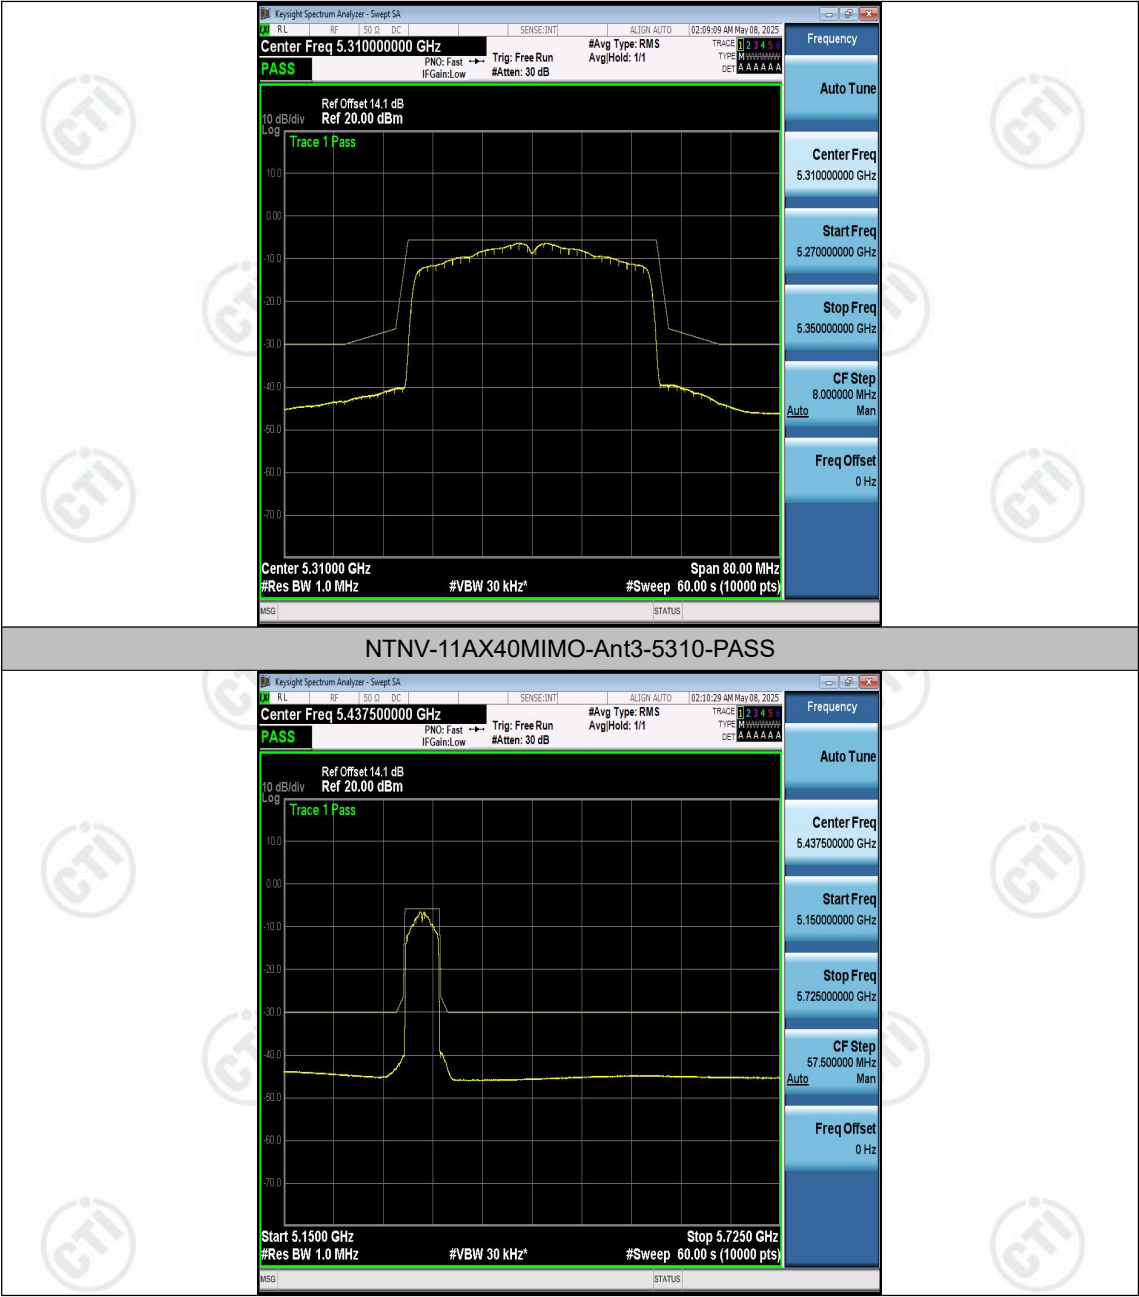 Keysight Spectrum Analyzer - Swept SA
RL RF 50 Ω DC SENSE:INT ALIGN AUTO 02:09:09 AM May 08, 2025
Center Freq 5.310000000 GHz
PASS
PNO: Fast
IFGain:Low
Trig: Free Run
#Atten: 30 dB
#Avg Type: RMS
Avg|Hold: 1/1
TRACE 1 2 3 4 5 6
TYPE M
DET A A A A A A
Ref Offset 14.1 dB
10 dB/div Ref 20.00 dBm
Log
Trace 1 Pass
10.0
0.00
-10.0
-20.0
-30.0
-40.0
-50.0
-60.0
-70.0
Center 5.31000 GHz Span 80.00 MHz
#Res BW 1.0 MHz #VBW 30 kHz* #Sweep 60.00 s (10000 pts)
MSG STATUS
Frequency
Auto Tune
Center Freq
5.310000000 GHz
Start Freq
5.270000000 GHz
Stop Freq
5.350000000 GHz
CF Step
8.000000 MHz
Auto Man
Freq Offset
0 Hz
NTNV-11AX40MIMO-Ant3-5310-PASS
Keysight Spectrum Analyzer - Swept SA
RL RF 50 Ω DC SENSE:INT ALIGN AUTO 02:10:29 AM May 08, 2025
Center Freq 5.437500000 GHz
PASS
PNO: Fast
IFGain:Low
Trig: Free Run
#Atten: 30 dB
#Avg Type: RMS
Avg|Hold: 1/1
TRACE 1 2 3 4 5 6
TYPE M
DET A A A A A A
Ref Offset 14.1 dB
10 dB/div Ref 20.00 dBm
Log
Trace 1 Pass
10.0
0.00
-10.0
-20.0
-30.0
-40.0
-50.0
-60.0
-70.0
Start 5.1500 GHz Stop 5.7250 GHz
#Res BW 1.0 MHz #VBW 30 kHz* #Sweep 60.00 s (10000 pts)
MSG STATUS
Frequency
Auto Tune
Center Freq
5.437500000 GHz
Start Freq
5.150000000 GHz
Stop Freq
5.725000000 GHz
CF Step
57.500000 MHz
Auto Man
Freq Offset
0 Hz
CTI
CTI
CTI
CTI
CTI
CTI
CTI
CTI